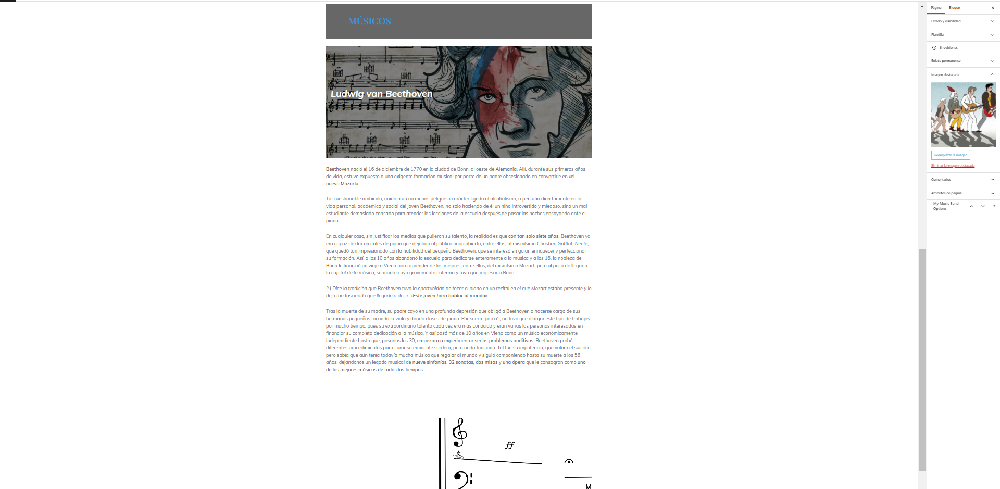 MÚSICOS
Ludwig van Beethoven
Beethoven nació el 16 de diciembre de 1770 en la ciudad de Bonn, al oeste de Alemania. Allí, durante sus primeros años
de vida, estuvo expuesto a una exigente formación musical por parte de un padre obsesionado en convertirle en «el
nuevo Mozart».
Tal cuestionable ambición, unido a un no menos peligroso carácter ligado al alcoholismo, repercutió directamente en la
vida personal, académica y social del joven Beethoven, no solo haciendo de él un niño introvertido y miedoso, sino un mal
estudiante demasiado cansado para atender las lecciones de la escuela después de pasar las noches ensayando ante el
piano.
En cualquier caso, sin justificar los medios que pulieron su talento, la realidad es que con tan solo siete años, Beethoven ya
era capaz de dar recitales de piano que dejaban al público boquiabierto; entre ellos, al mismísimo Christian Gottlob Neefe,
que quedó tan impresionado con la habilidad del pequeño Beethoven, que se interesó en guiar, enriquecer y perfeccionar
su formación. Así, a los 10 años abandonó la escuela para dedicarse enteramente a la música y a los 16, la nobleza de
Bonn le financió un viaje a Viena para aprender de los mejores, entre ellos, del mismísimo Mozart; pero al poco de llegar a
la capital de la música, su madre cayó gravemente enferma y tuvo que regresar a Bonn.
(*) Dice la tradición que Beethoven tuvo la oportunidad de tocar el piano en un recital en el que Mozart estaba presente y lo
dejó tan fascinado que llegaría a decir: «Este joven hará hablar al mundo».
Tras la muerte de su madre, su padre cayó en una profunda depresión que obligó a Beethoven a hacerse cargo de sus
hermanos pequeños tocando la viola y dando clases de piano. Por suerte para él, no tuvo que alargar este tipo de trabajos
por mucho tiempo, pues su extraordinario talento cada vez era más conocido y eran varias las personas interesadas en
financiar su completa dedicación a la música. Y así pasó más de 10 años en Viena como un músico económicamente
independiente hasta que, pasados los 30, empezara a experimentar serios problemas auditivos. Beethoven probó
diferentes procedimientos para curar su eminente sordera, pero nada funcionó. Tal fue su impotencia, que valoró el suicidio,
pero sabía que aún tenía todavía mucha música que regalar al mundo y siguió componiendo hasta su muerte a los 56
años, dejándonos un legado musical de nueve sinfonías, 32 sonatas, dos misas y una ópera que le consagran como uno
de los mejores músicos de todos los tiempos.
ff
M
Página Bloque
Estado y visibilidad
Plantilla
6 revisiones
Enlace permanente
Imagen destacada
Reemplazar la imagen
Eliminar la imagen destacada
Comentarios
Atributos de página
My Music Band
Options